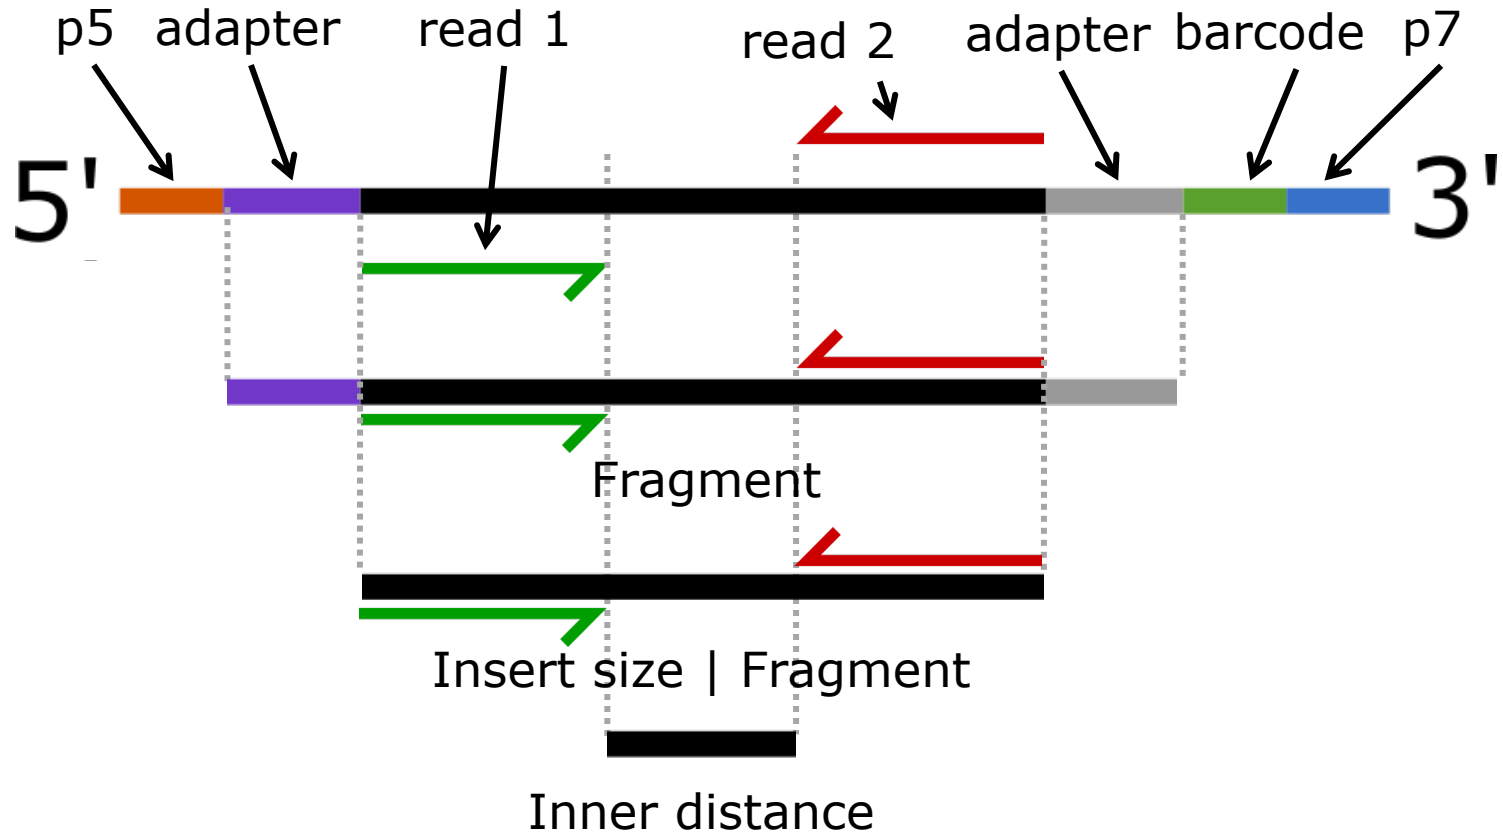 p5 adapter read 1 read 2 adapter barcode p7
5' 3'
Fragment
Insert size | Fragment
Inner distance